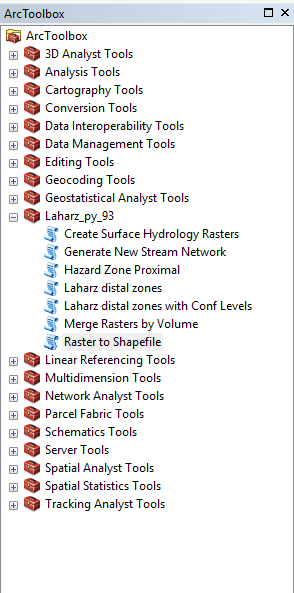 ArcToolbox
ArcToolbox
3D Analyst Tools
Analysis Tools
Cartography Tools
Conversion Tools
Data Interoperability Tools
Data Management Tools
Editing Tools
Geocoding Tools
Geostatistical Analyst Tools
Laharz_py_93
Create Surface Hydrology Rasters
Generate New Stream Network
Hazard Zone Proximal
Laharz distal zones
Laharz distal zones with Conf Levels
Merge Rasters by Volume
Raster to Shapefile
Linear Referencing Tools
Multidimension Tools
Network Analyst Tools
Parcel Fabric Tools
Schematics Tools
Server Tools
Spatial Analyst Tools
Spatial Statistics Tools
Tracking Analyst Tools